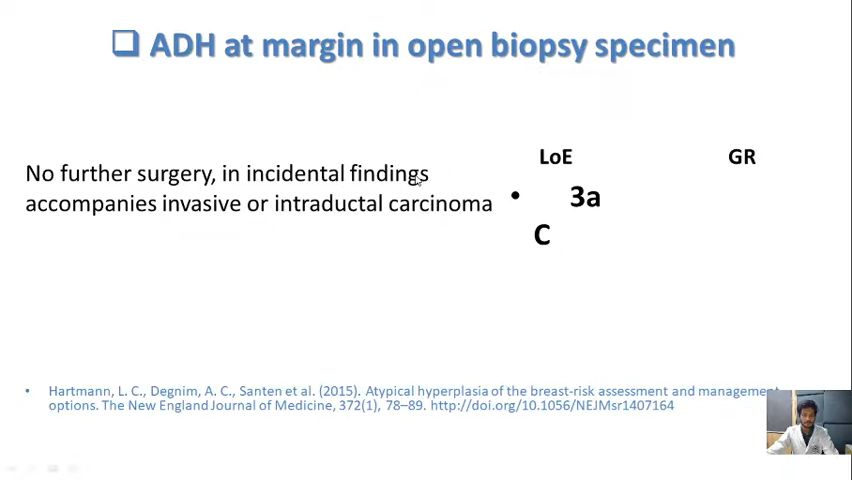 ❑ ADH at margin in open biopsy specimen
No further surgery, in incidental findings
accompanies invasive or intraductal carcinoma
LoE GR
• 3a
C
• Hartmann, L. C., Degnim, A. C., Santen et al. (2015). Atypical hyperplasia of the breast-risk assessment and management
options. The New England Journal of Medicine, 372(1), 78–89. http://doi.org/10.1056/NEJMsr1407164